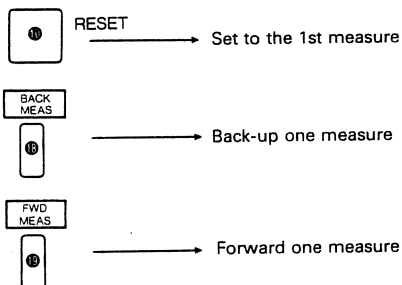 RESET
Set to the 1st measure
BACK
MEAS
⓲
Back-up one measure
FWD
MEAS
⓳
Forward one measure